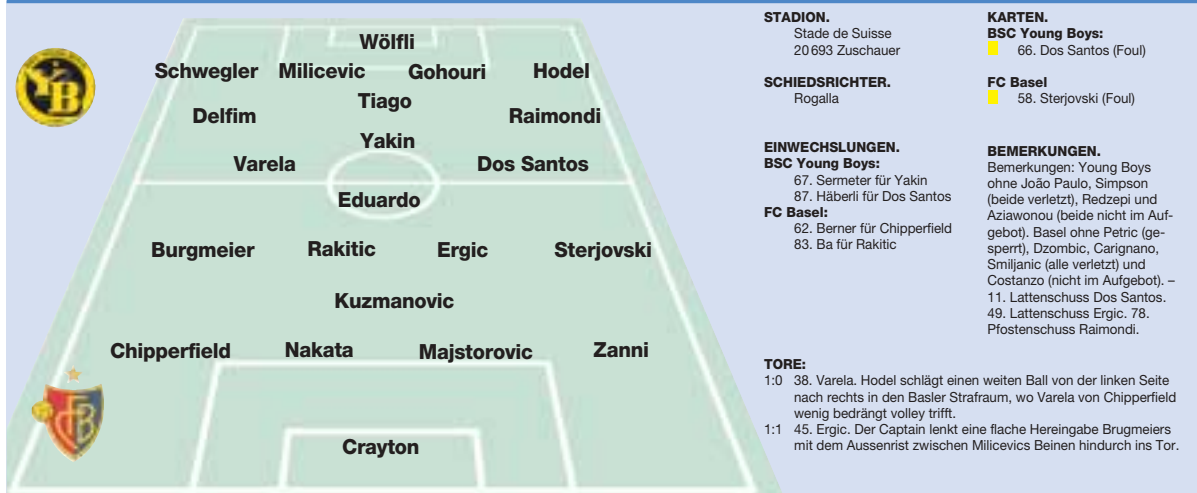 Wölfli
Schwegler Milicevic Gohouri Hodel
Tiago
Delfim Raimondi
Yakin
Varela Dos Santos
Eduardo
Burgmeier Rakitic Ergic Sterjovski
Kuzmanovic
Chipperfield Nakata Majstorovic Zanni
Crayton
YB
FCB
STADION.
Stade de Suisse
20 693 Zuschauer
SCHIEDSRICHTER.
Rogalla
EINWECHSLUNGEN.
BSC Young Boys:
67. Sermeter für Yakin
87. Häberli für Dos Santos
FC Basel:
62. Berner für Chipperfield
83. Ba für Rakitic
KARTEN.
BSC Young Boys:
66. Dos Santos (Foul)
FC Basel
58. Sterjovski (Foul)
BEMERKUNGEN.
Bemerkungen: Young Boys
ohne João Paulo, Simpson
(beide verletzt), Redzepi und
Aziawonou (beide nicht im Auf-
gebot). Basel ohne Petric (ge-
sperrt), Dzombic, Carignano,
Smiljanic (alle verletzt) und
Costanzo (nicht im Aufgebot). –
11. Lattenschuss Dos Santos.
49. Lattenschuss Ergic. 78.
Pfostenschuss Raimondi.
TORE:
1:0 38. Varela. Hodel schlägt einen weiten Ball von der linken Seite
nach rechts in den Basler Strafraum, wo Varela von Chipperfield
wenig bedrängt volley trifft.
1:1 45. Ergic. Der Captain lenkt eine flache Hereingabe Brugmeiers
mit dem Aussenrist zwischen Milicevics Beinen hindurch ins Tor.